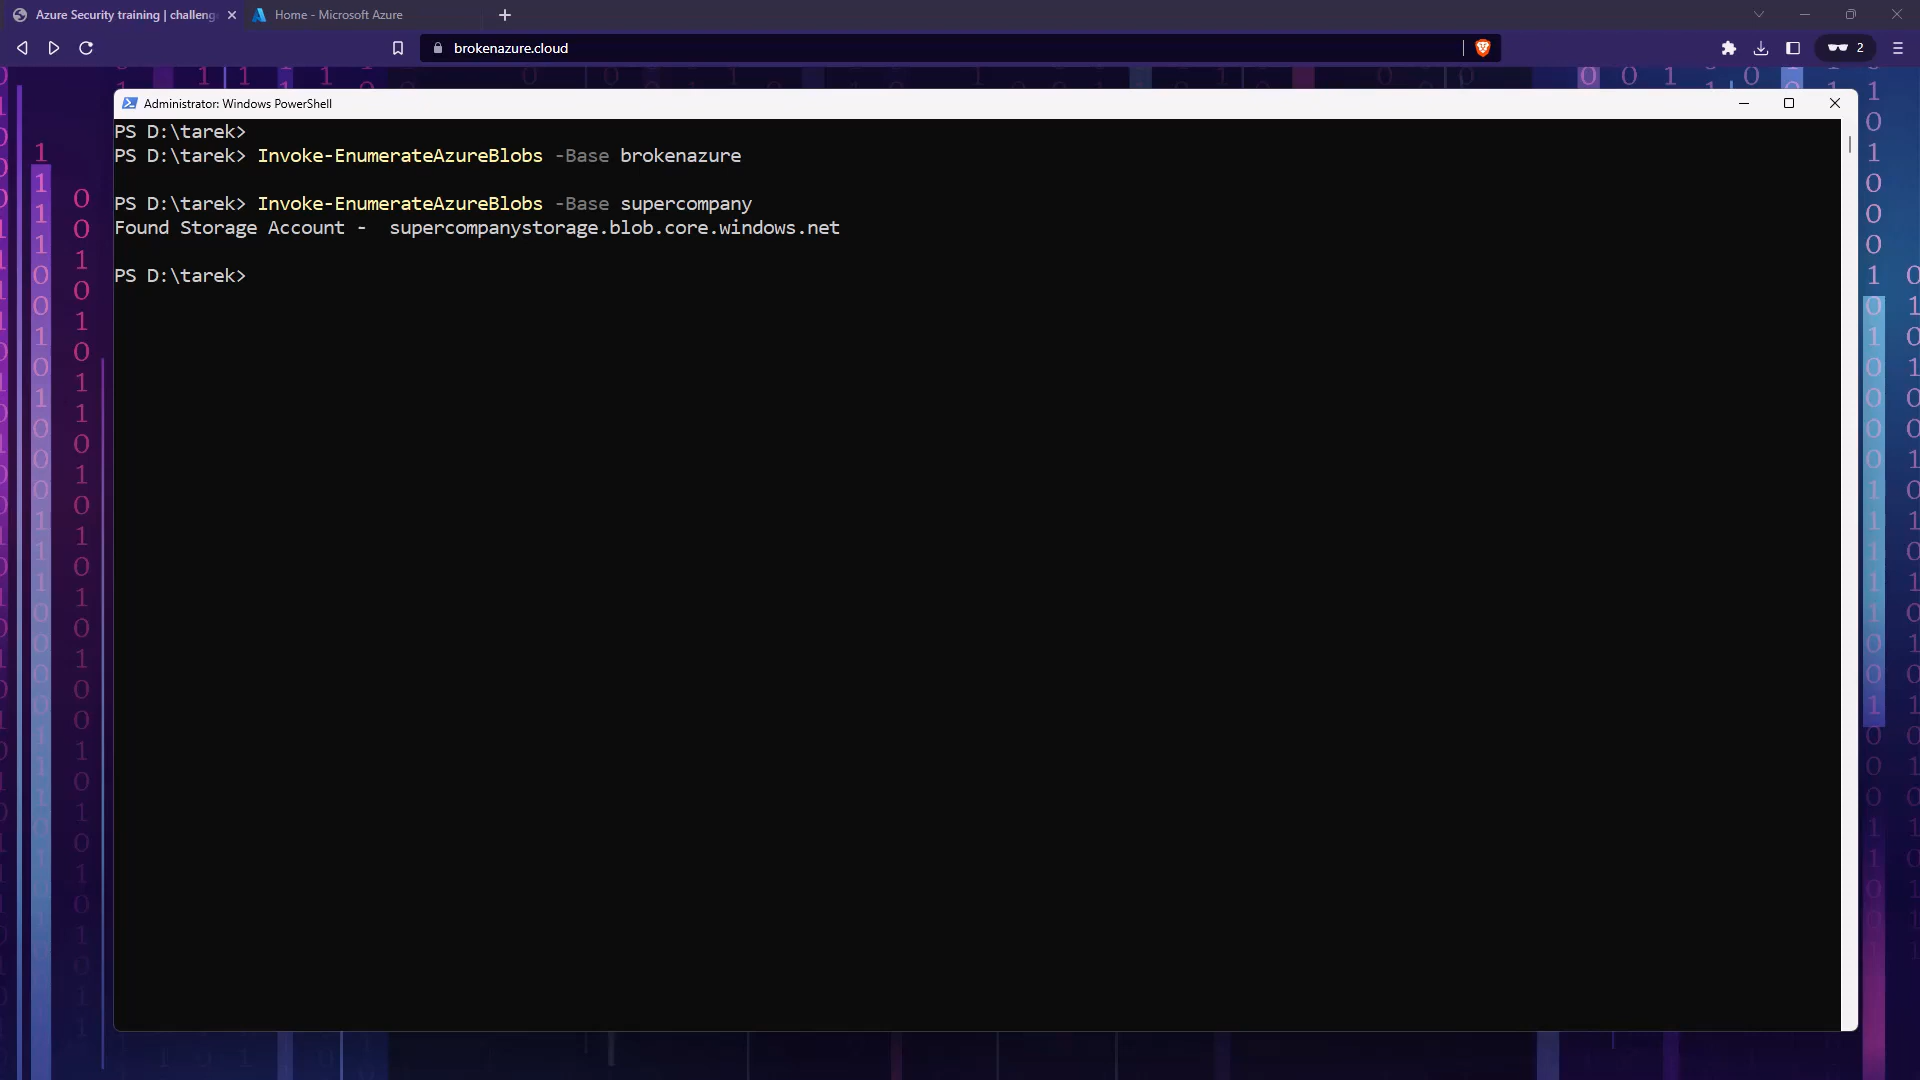 Azure Security training | challeng
Home - Microsoft Azure
brokenazure.cloud
2
Administrator: Windows PowerShell
PS D:\tarek>
PS D:\tarek> Invoke-EnumerateAzureBlobs -Base brokenazure
PS D:\tarek> Invoke-EnumerateAzureBlobs -Base supercompany
Found Storage Account -  supercompanystorage.blob.core.windows.net
PS D:\tarek>